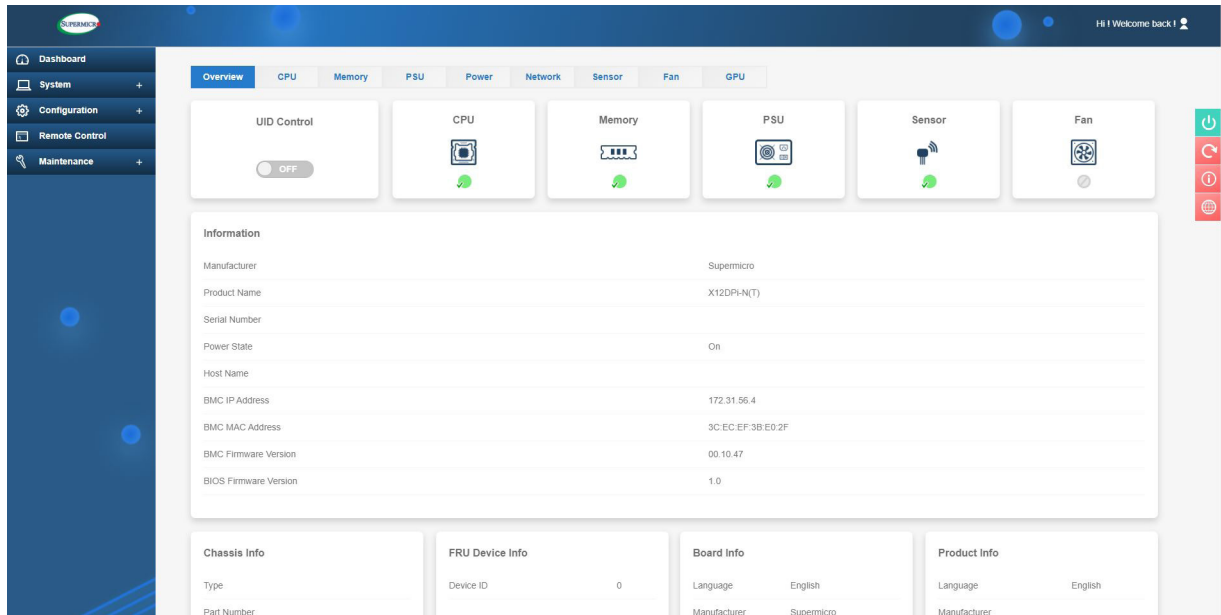 SUPERMICRO
Hi ! Welcome back !
Dashboard
System +
Configuration +
Remote Control
Maintenance +
Overview CPU Memory PSU Power Network Sensor Fan GPU
UID Control CPU Memory PSU Sensor Fan
OFF
Information
Manufacturer Supermicro
Product Name X12DPi-N(T)
Serial Number
Power State On
Host Name
BMC IP Address 172.31.56.4
BMC MAC Address 3C:EC:EF:3B:E0:2F
BMC Firmware Version 00.10.47
BIOS Firmware Version 1.0
Chassis Info FRU Device Info Board Info Product Info
Type Device ID 0 Language English Language English
Part Number Manufacturer Supermicro Manufacturer